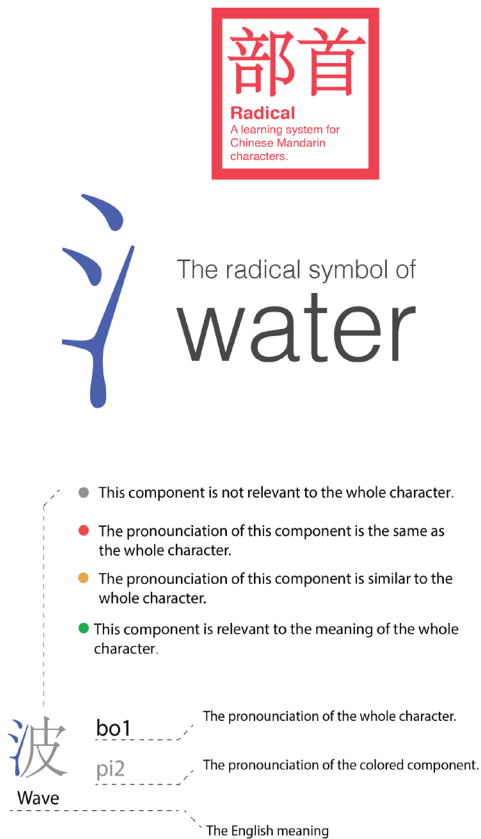 部首
Radical
A learning system for
Chinese Mandarin
characters.
氵
The radical symbol of
water
This component is not relevant to the whole character.
The pronounciation of this component is the same as
the whole character.
The pronounciation of this component is similar to the
whole character.
This component is relevant to the meaning of the whole
character.
波
bo1
The pronounciation of the whole character.
pi2
The pronounciation of the colored component.
Wave
The English meaning